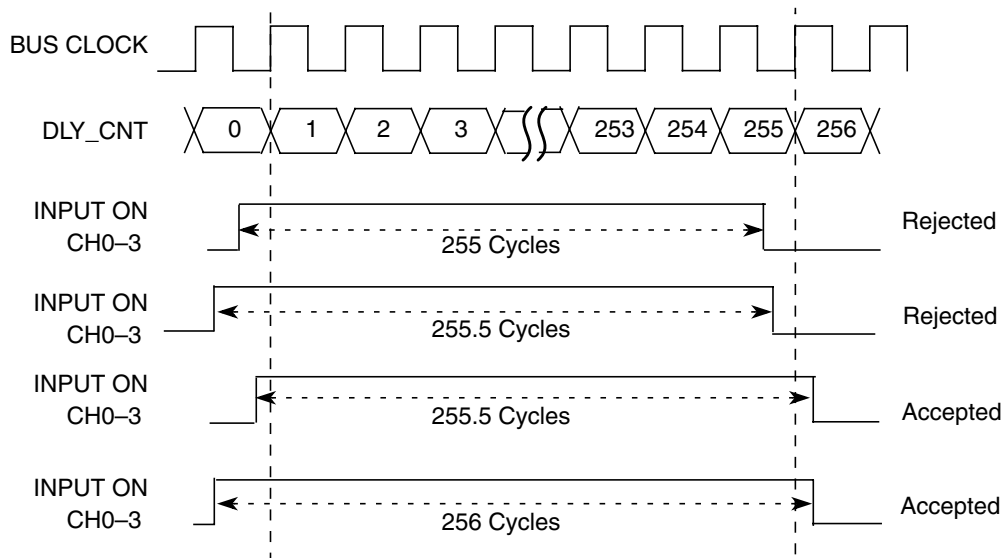 BUS CLOCK
DLY_CNT 0 1 2 3 253 254 255 256
INPUT ON
CH0–3
255 Cycles
Rejected
INPUT ON
CH0–3
255.5 Cycles
Rejected
INPUT ON
CH0–3
255.5 Cycles
Accepted
INPUT ON
CH0–3
256 Cycles
Accepted